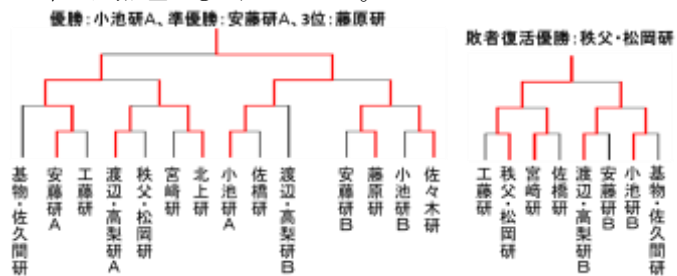 優勝：小池研A、準優勝：安藤研A、3位：藤原研
敗者復活優勝：秩父・松岡研
基物・佐久間研
安藤研A
工藤研
渡辺・高梨研A
秩父・松岡研
宮崎研
北上研
小池研A
佐橋研
渡辺・高梨研B
安藤研B
藤原研
小池研B
佐々木研
工藤研
秩父・松岡研
宮崎研
佐橋研
渡辺・高梨研B
安藤研B
小池研B
基物・佐久間研